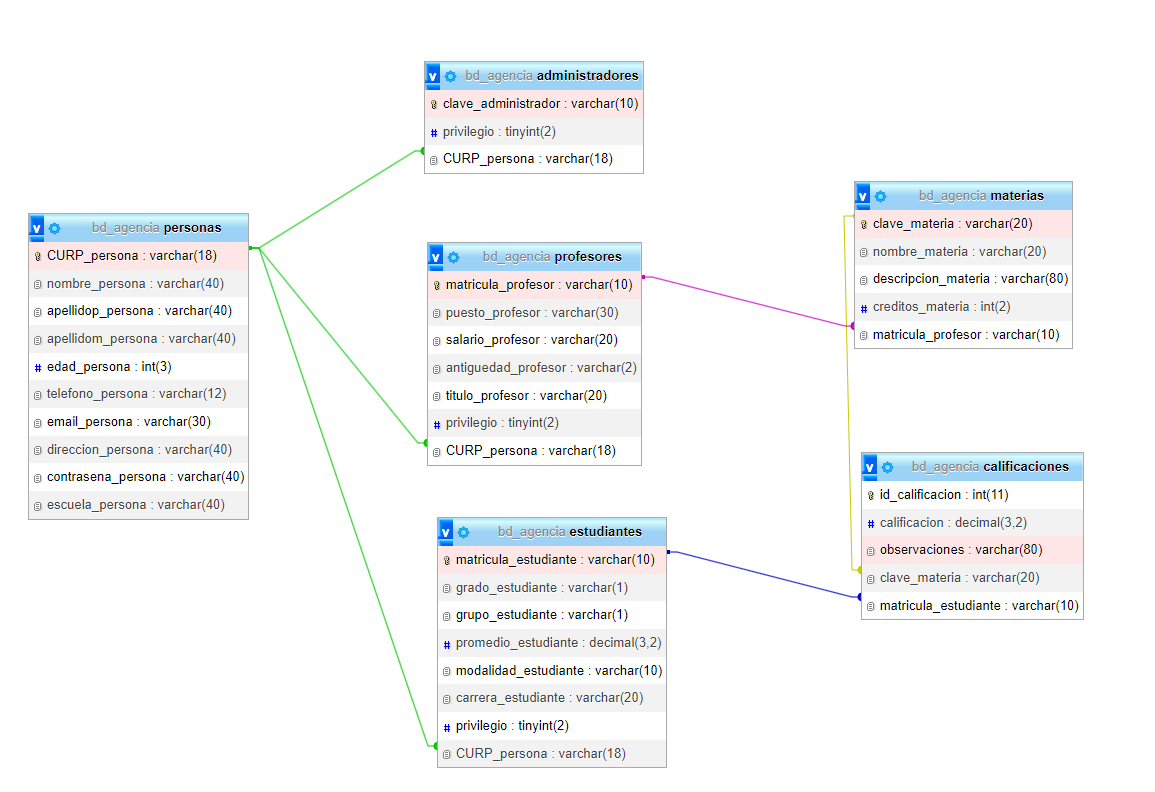 v bd_agencia personas
CURP_persona : varchar(18)
nombre_persona : varchar(40)
apellidop_persona : varchar(40)
apellidom_persona : varchar(40)
# edad_persona : int(3)
telefono_persona : varchar(12)
email_persona : varchar(30)
direccion_persona : varchar(40)
contrasena_persona : varchar(40)
escuela_persona : varchar(40)
v bd_agencia administradores
clave_administrador : varchar(10)
# privilegio : tinyint(2)
CURP_persona : varchar(18)
v bd_agencia profesores
matricula_profesor : varchar(10)
puesto_profesor : varchar(30)
salario_profesor : varchar(20)
antiguedad_profesor : varchar(2)
titulo_profesor : varchar(20)
# privilegio : tinyint(2)
CURP_persona : varchar(18)
v bd_agencia estudiantes
matricula_estudiante : varchar(10)
grado_estudiante : varchar(1)
grupo_estudiante : varchar(1)
# promedio_estudiante : decimal(3,2)
modalidad_estudiante : varchar(10)
carrera_estudiante : varchar(20)
# privilegio : tinyint(2)
CURP_persona : varchar(18)
v bd_agencia materias
clave_materia : varchar(20)
nombre_materia : varchar(20)
descripcion_materia : varchar(80)
# creditos_materia : int(2)
matricula_profesor : varchar(10)
v bd_agencia calificaciones
id_calificacion : int(11)
# calificacion : decimal(3,2)
observaciones : varchar(80)
clave_materia : varchar(20)
matricula_estudiante : varchar(10)